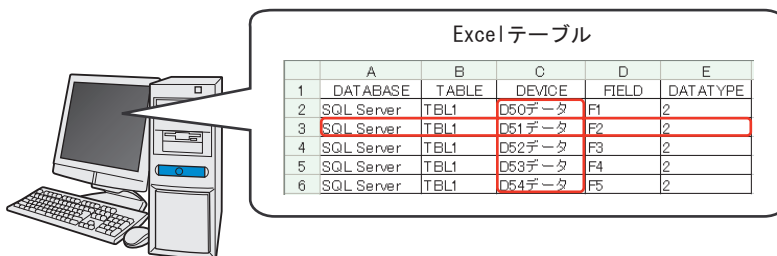 Excelテーブル
A B C D E
1 DATABASE TABLE DEVICE FIELD DATATYPE
2 SQL Server TBL1 D50データ F1 2
3 SQL Server TBL1 D51データ F2 2
4 SQL Server TBL1 D52データ F3 2
5 SQL Server TBL1 D53データ F4 2
6 SQL Server TBL1 D54データ F5 2